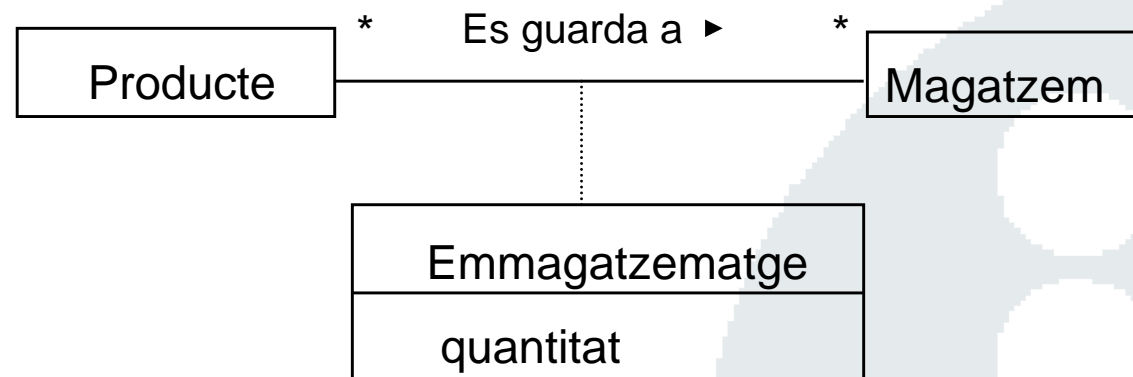 * Es guarda a ► *
Producte
Magatzem
Emmagatzematge
quantitat